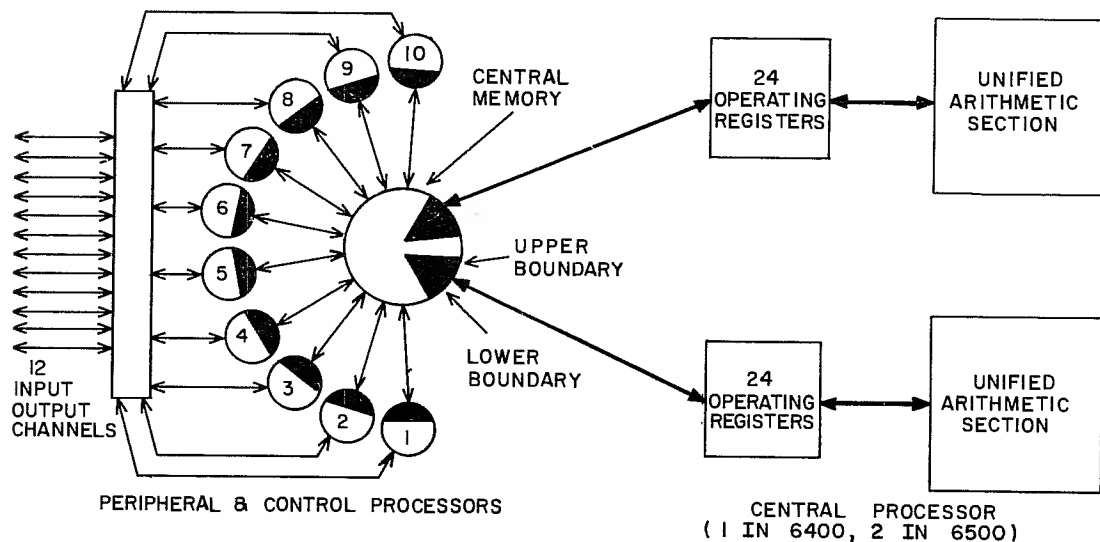 10
9
8
7
6
5
4
3
2
1
CENTRAL
MEMORY
UPPER
BOUNDARY
LOWER
BOUNDARY
12
INPUT
OUTPUT
CHANNELS
PERIPHERAL & CONTROL PROCESSORS
24
OPERATING
REGISTERS
UNIFIED
ARITHMETIC
SECTION
24
OPERATING
REGISTERS
UNIFIED
ARITHMETIC
SECTION
CENTRAL PROCESSOR
(1 IN 6400, 2 IN 6500)